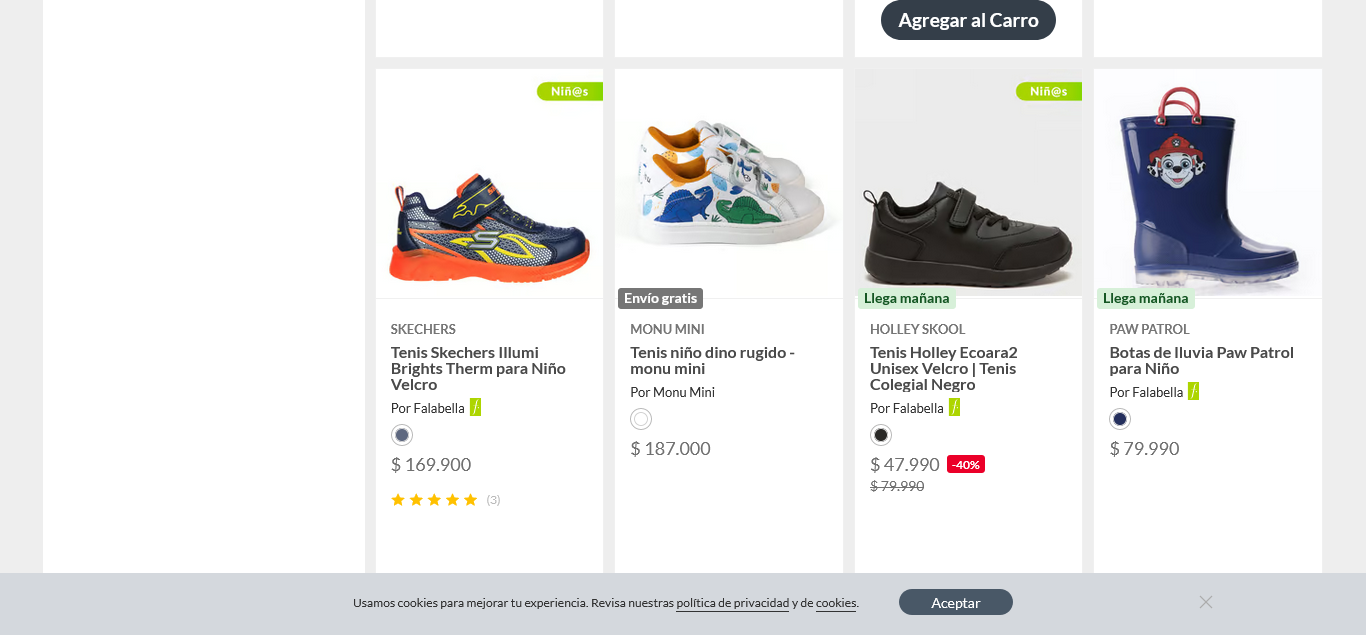 Agregar al Carro
Niñ@s
SKECHERS
Tenis Skechers Illumi
Brights Therm para Niño
Velcro
Por Falabella
$ 169.900
(3)
Envío gratis
MONU MINI
Tenis niño dino rugido -
monu mini
Por Monu Mini
$ 187.000
Niñ@s
Llega mañana
HOLLEY SKOOL
Tenis Holley Ecoara2
Unisex Velcro | Tenis
Colegial Negro
Por Falabella
$ 47.990 -40%
$ 79.990
Llega mañana
PAW PATROL
Botas de lluvia Paw Patrol
para Niño
Por Falabella
$ 79.990
Usamos cookies para mejorar tu experiencia. Revisa nuestras política de privacidad y de cookies.
Aceptar